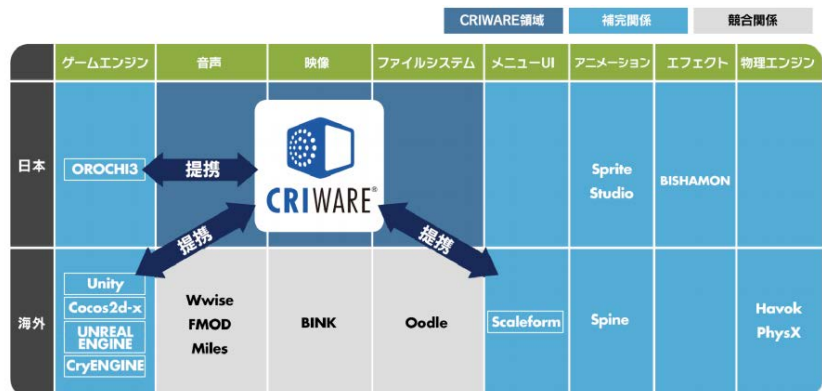 CRIWARE領域
補完関係
競合関係
ゲームエンジン
音声
映像
ファイルシステム
メニューUI
アニメーション
エフェクト
物理エンジン
日本
OROCHI3
提携
CRIWARE®
Sprite
Studio
BISHAMON
提携
提携
海外
Unity
Cocos2d-x
UNREAL
ENGINE
CryENGINE
Wwise
FMOD
Miles
BINK
Oodle
Scaleform
Spine
Havok
PhysX